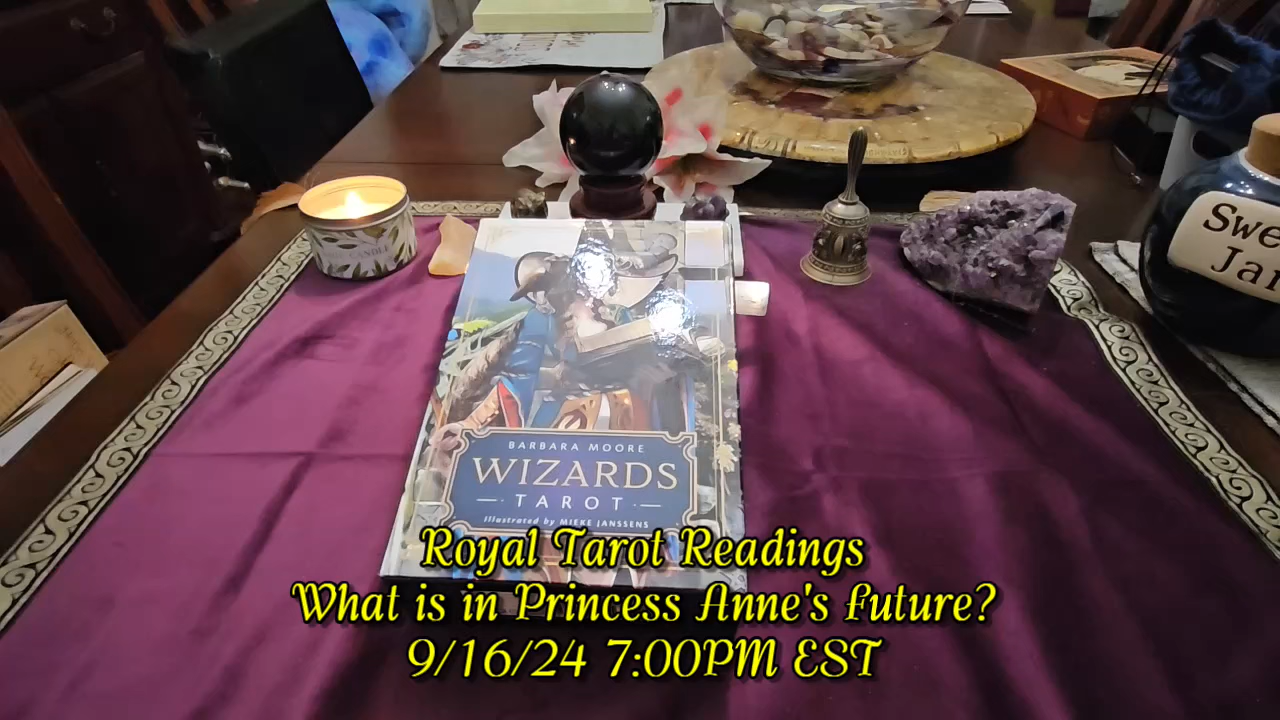 CANDLE
Swe
Jar
BARBARA MOORE
WIZARDS
TAROT
Illustrated by MIEKE JANSSENS
Royal Tarot Readings
What is in Princess Anne's future?
9/16/24 7:00PM EST